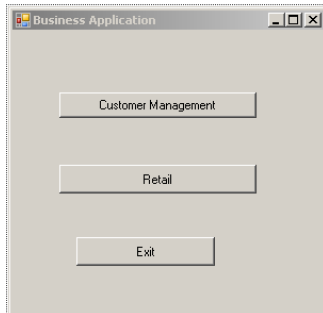 Business Application
Customer Management
Retail
Exit